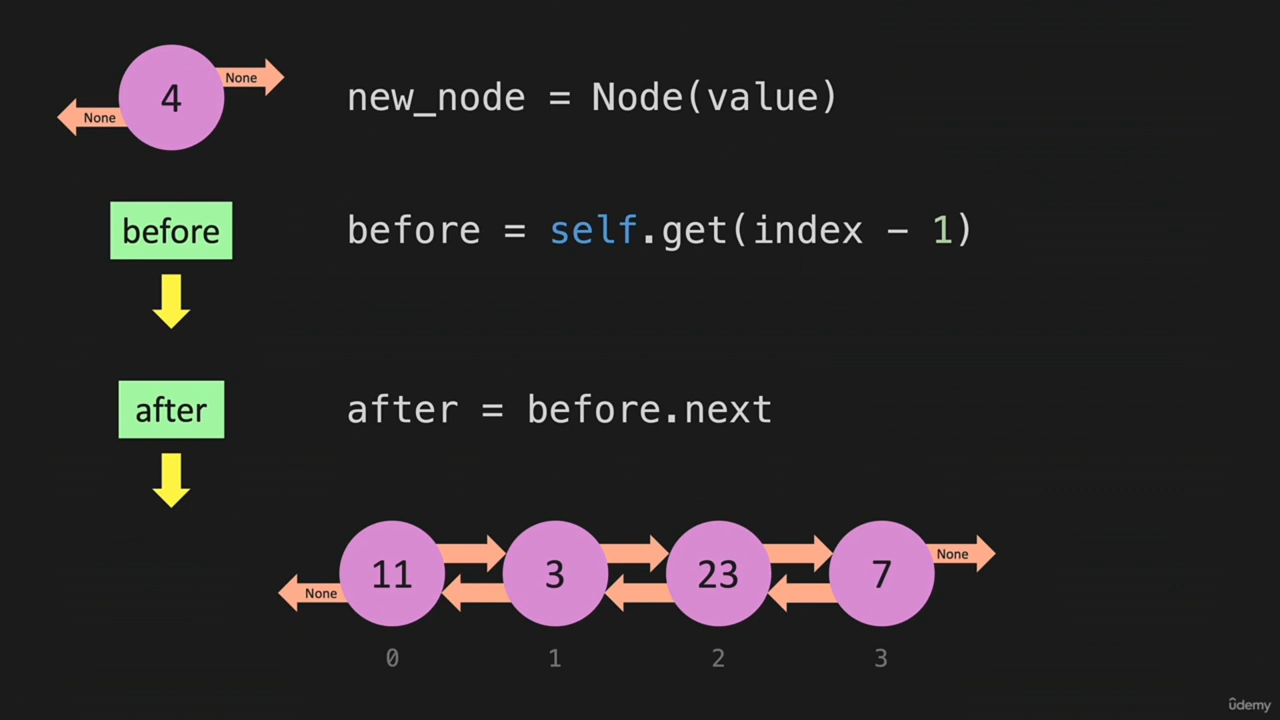 4
None
None
new_node = Node(value)
before
before = self.get(index - 1)
after
after = before.next
11
3
23
7
None
None
0
1
2
3
ûdemy